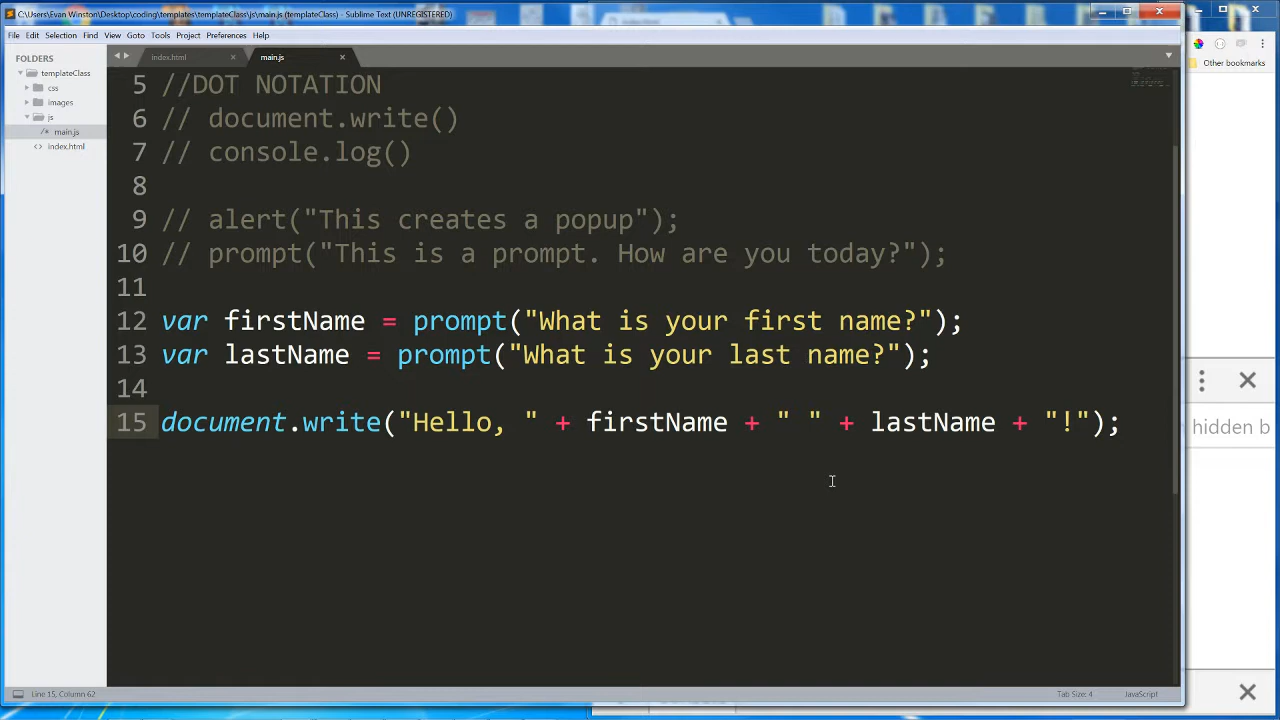 C:\Users\Evan Winston\Desktop\coding\templates\templateClass\js\main.js (templateClass) - Sublime Text (UNREGISTERED)
File Edit Selection Find View Goto Tools Project Preferences Help
FOLDERS
templateClass
css
images
js
/* main.js
<> index.html
index.html
main.js
5 //DOT NOTATION
6 // document.write()
7 // console.log()
8
9 // alert("This creates a popup");
10 // prompt("This is a prompt. How are you today?");
11
12 var firstName = prompt("What is your first name?");
13 var lastName = prompt("What is your last name?");
14
15 document.write("Hello, " + firstName + " " + lastName + "!");
Other bookmarks
hidden b
Line 15, Column 62
Tab Size: 4
JavaScript